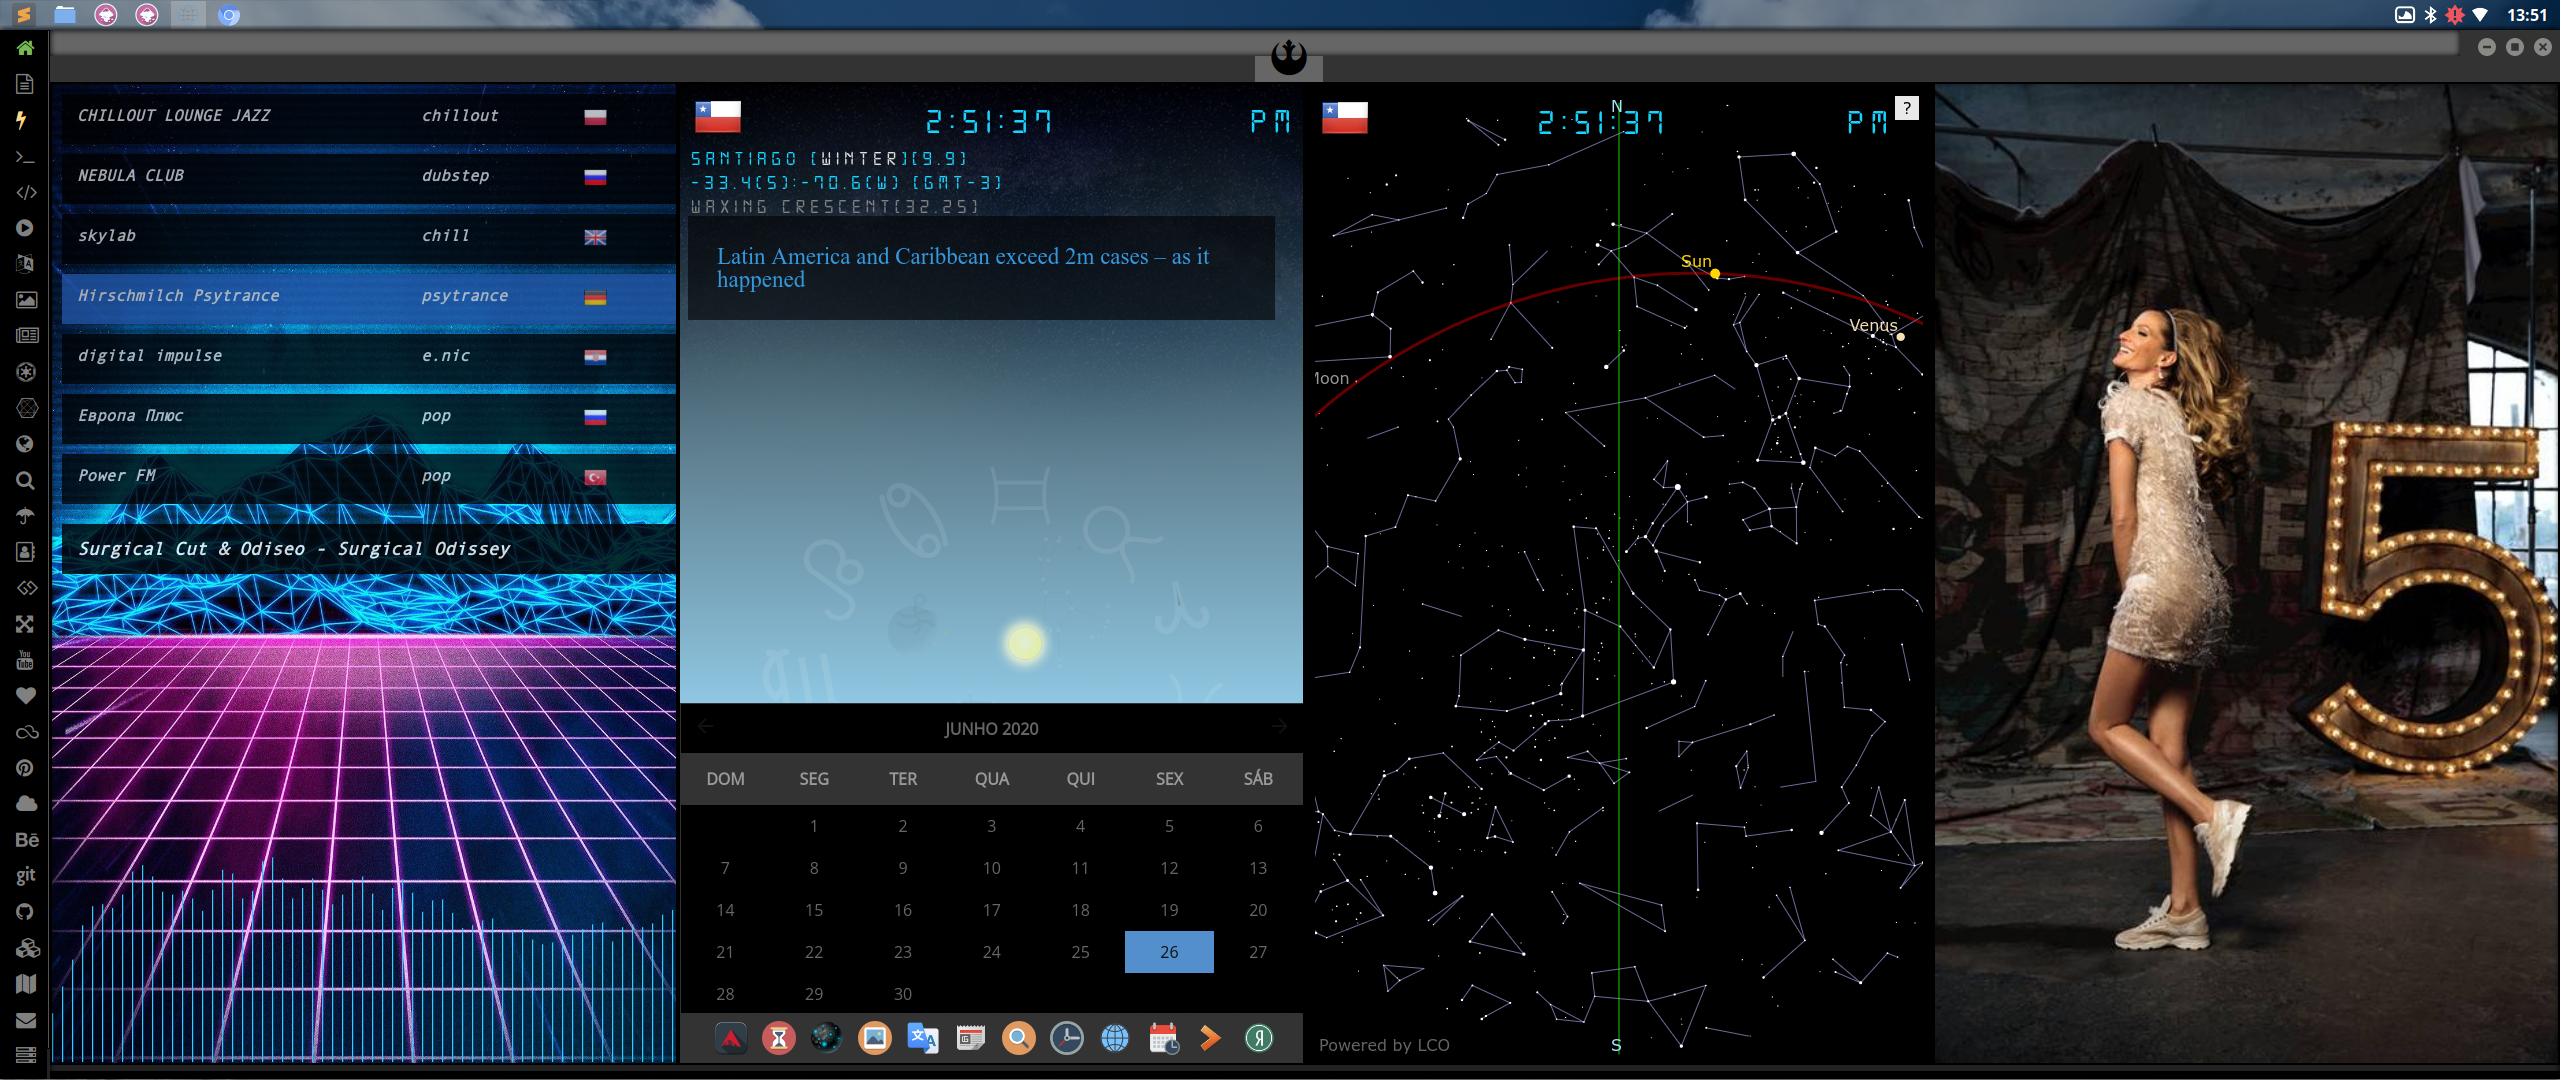 13:51
CHILLOUT LOUNGE JAZZ chillout
NEBULA CLUB dubstep
skylab chill
Hirschmilch Psytrance psytrance
digital impulse e.nic
Европа Плюс pop
Power FM pop
Surgical Cut & Odiseo - Surgical Odissey
You
Tube
Bē
git
2:51:37 PM
SANTIAGO [WINTER][9.9]
-33.4(S):-70.6(W) [GMT-3]
WAXING CRESCENT[32.25]
Latin America and Caribbean exceed 2m cases – as it
happened
JUNHO 2020
DOM SEG TER QUA QUI SEX SÁB
1 2 3 4 5 6
7 8 9 10 11 12 13
14 15 16 17 18 19 20
21 22 23 24 25 26 27
28 29 30
N
2:51:37 PM ?
Sun
Venus
Moon
Powered by LCO
S
5